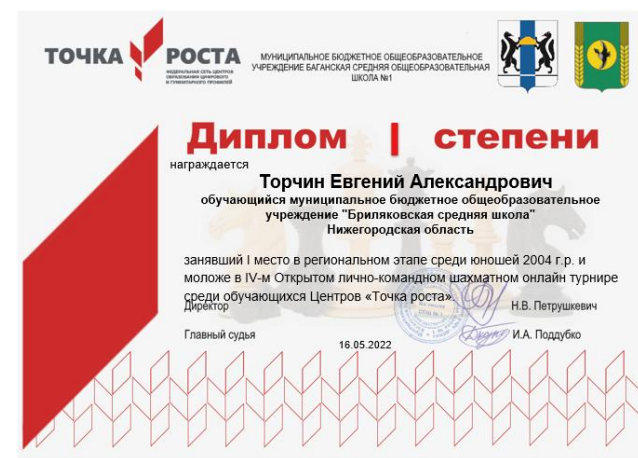 ТОЧКА РОСТА
ФЕДЕРАЛЬНАЯ СЕТЬ ЦЕНТРОВ
ОБРАЗОВАНИЯ ЦИФРОВОГО
И ГУМАНИТАРНОГО ПРОФИЛЕЙ
МУНИЦИПАЛЬНОЕ БЮДЖЕТНОЕ ОБЩЕОБРАЗОВАТЕЛЬНОЕ
УЧРЕЖДЕНИЕ БАГАНСКАЯ СРЕДНЯЯ ОБЩЕОБРАЗОВАТЕЛЬНАЯ
ШКОЛА №1
Диплом I степени
награждается
Торчин Евгений Александрович
обучающийся муниципальное бюджетное общеобразовательное
учреждение "Бриляковская средняя школа"
Нижегородская область
занявший I место в региональном этапе среди юношей 2004 г.р. и
моложе в IV-м Открытом лично-командном шахматном онлайн турнире
среди обучающихся Центров «Точка роста».
Директор Н.В. Петрушкевич
Главный судья И.А. Поддубко
16.05.2022